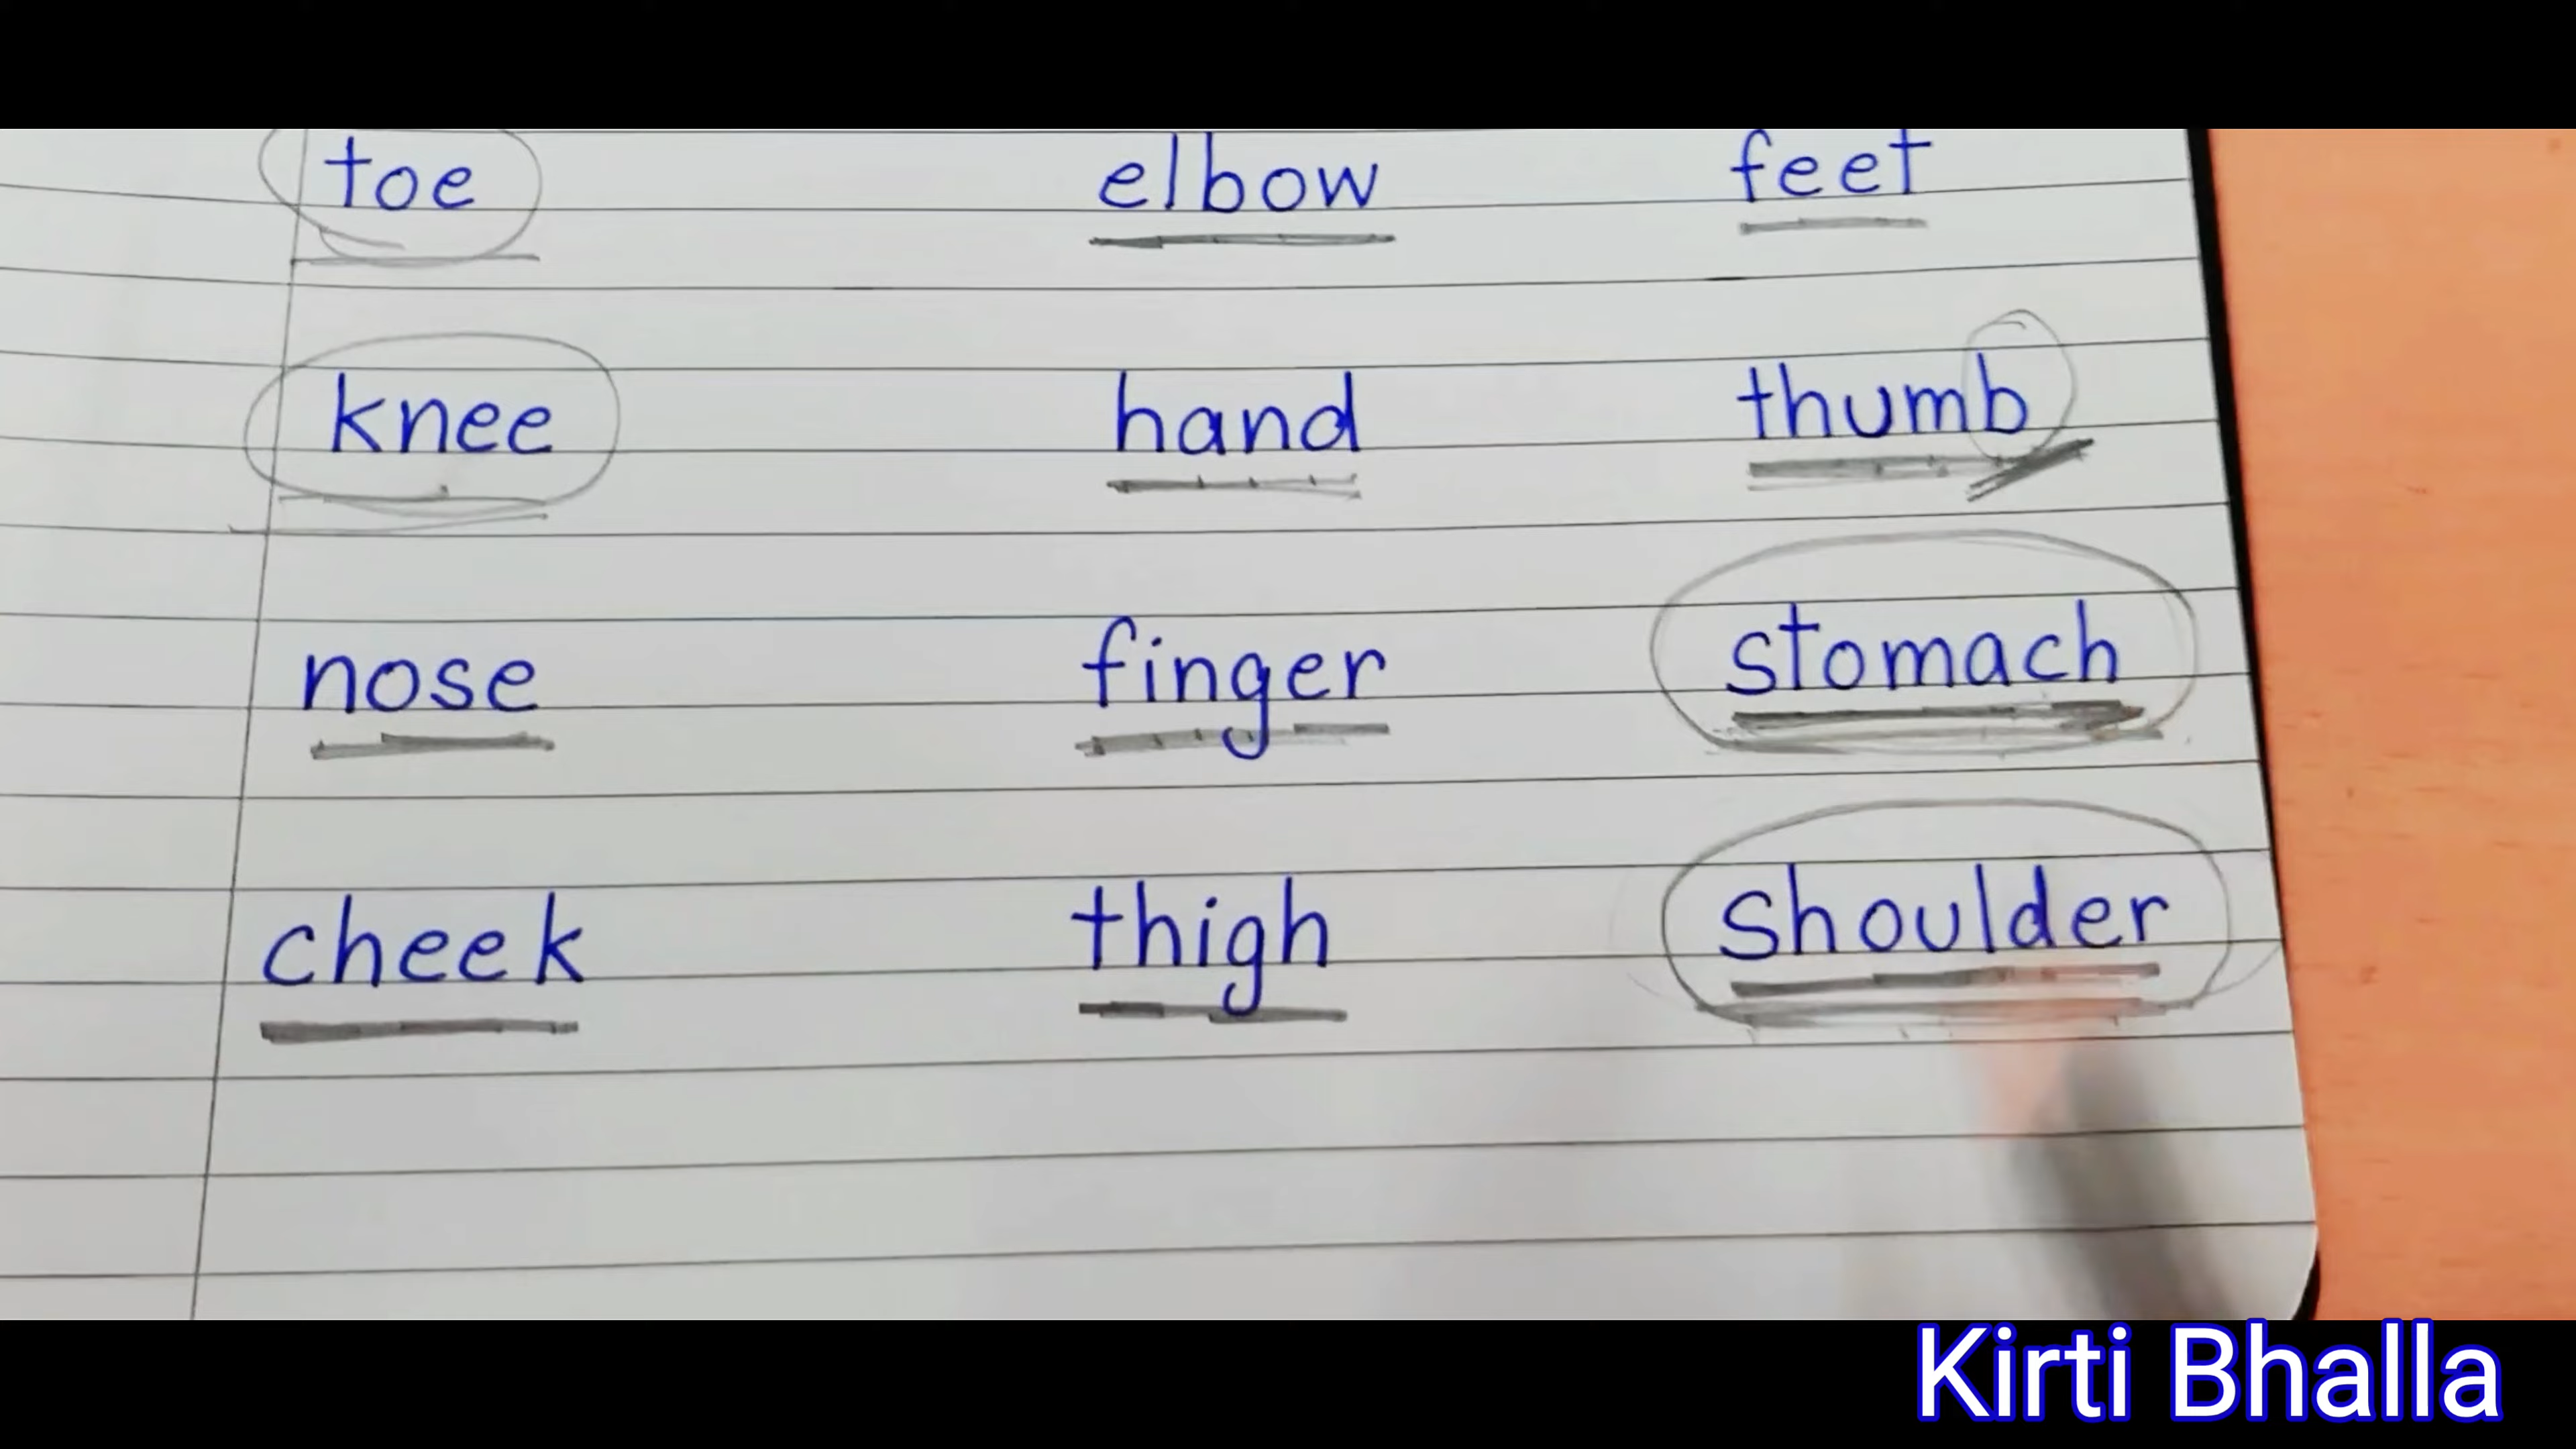 toe elbow feet
knee hand thumb
nose finger stomach
cheek thigh shoulder
Kirti Bhalla